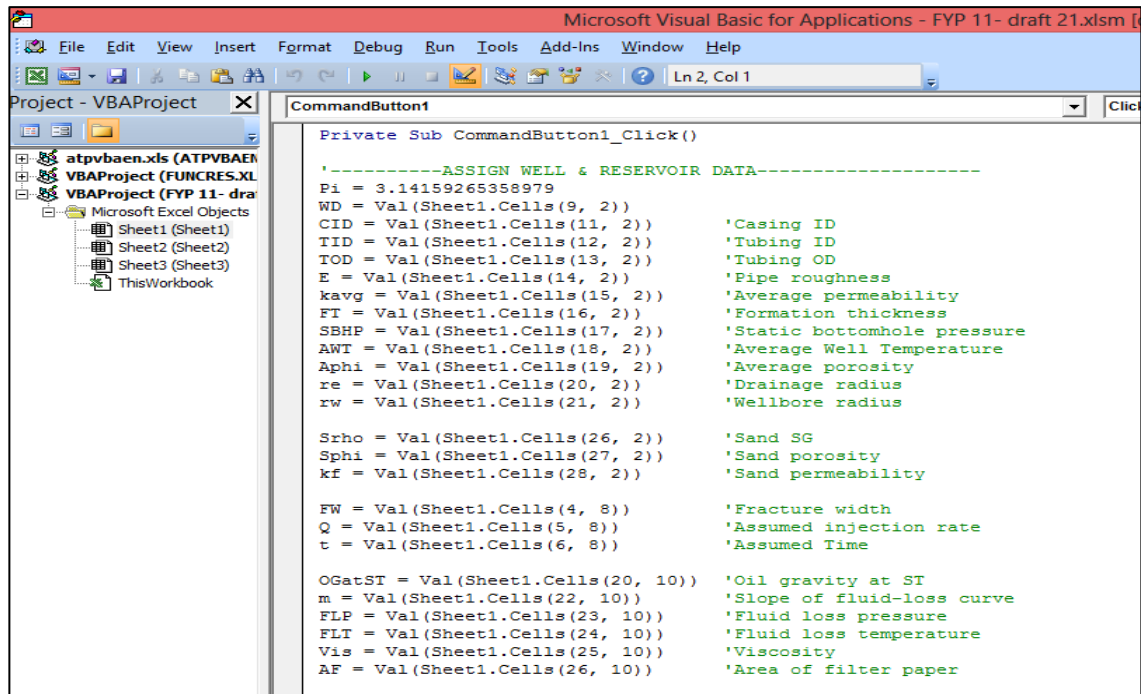 Microsoft Visual Basic for Applications - FYP 11- draft 21.xlsm [
File Edit View Insert Format Debug Run Tools Add-Ins Window Help
Ln 2, Col 1
Project - VBAProject
CommandButton1
atpvbaen.xls (ATPVBAEN
VBAProject (FUNCRES.XL
VBAProject (FYP 11- dra
Microsoft Excel Objects
Sheet1 (Sheet1)
Sheet2 (Sheet2)
Sheet3 (Sheet3)
ThisWorkbook
Private Sub CommandButton1_Click()
'----------ASSIGN WELL & RESERVOIR DATA--------------------
Pi = 3.14159265358979
WD = Val(Sheet1.Cells(9, 2))
CID = Val(Sheet1.Cells(11, 2)) 'Casing ID
TID = Val(Sheet1.Cells(12, 2)) 'Tubing ID
TOD = Val(Sheet1.Cells(13, 2)) 'Tubing OD
E = Val(Sheet1.Cells(14, 2)) 'Pipe roughness
kavg = Val(Sheet1.Cells(15, 2)) 'Average permeability
FT = Val(Sheet1.Cells(16, 2)) 'Formation thickness
SBHP = Val(Sheet1.Cells(17, 2)) 'Static bottomhole pressure
AWT = Val(Sheet1.Cells(18, 2)) 'Average Well Temperature
Aphi = Val(Sheet1.Cells(19, 2)) 'Average porosity
re = Val(Sheet1.Cells(20, 2)) 'Drainage radius
rw = Val(Sheet1.Cells(21, 2)) 'Wellbore radius
Srho = Val(Sheet1.Cells(26, 2)) 'Sand SG
Sphi = Val(Sheet1.Cells(27, 2)) 'Sand porosity
kf = Val(Sheet1.Cells(28, 2)) 'Sand permeability
FW = Val(Sheet1.Cells(4, 8)) 'Fracture width
Q = Val(Sheet1.Cells(5, 8)) 'Assumed injection rate
t = Val(Sheet1.Cells(6, 8)) 'Assumed Time
OGatST = Val(Sheet1.Cells(20, 10)) 'Oil gravity at ST
m = Val(Sheet1.Cells(22, 10)) 'Slope of fluid-loss curve
FLP = Val(Sheet1.Cells(23, 10)) 'Fluid loss pressure
FLT = Val(Sheet1.Cells(24, 10)) 'Fluid loss temperature
Vis = Val(Sheet1.Cells(25, 10)) 'Viscosity
AF = Val(Sheet1.Cells(26, 10)) 'Area of filter paper